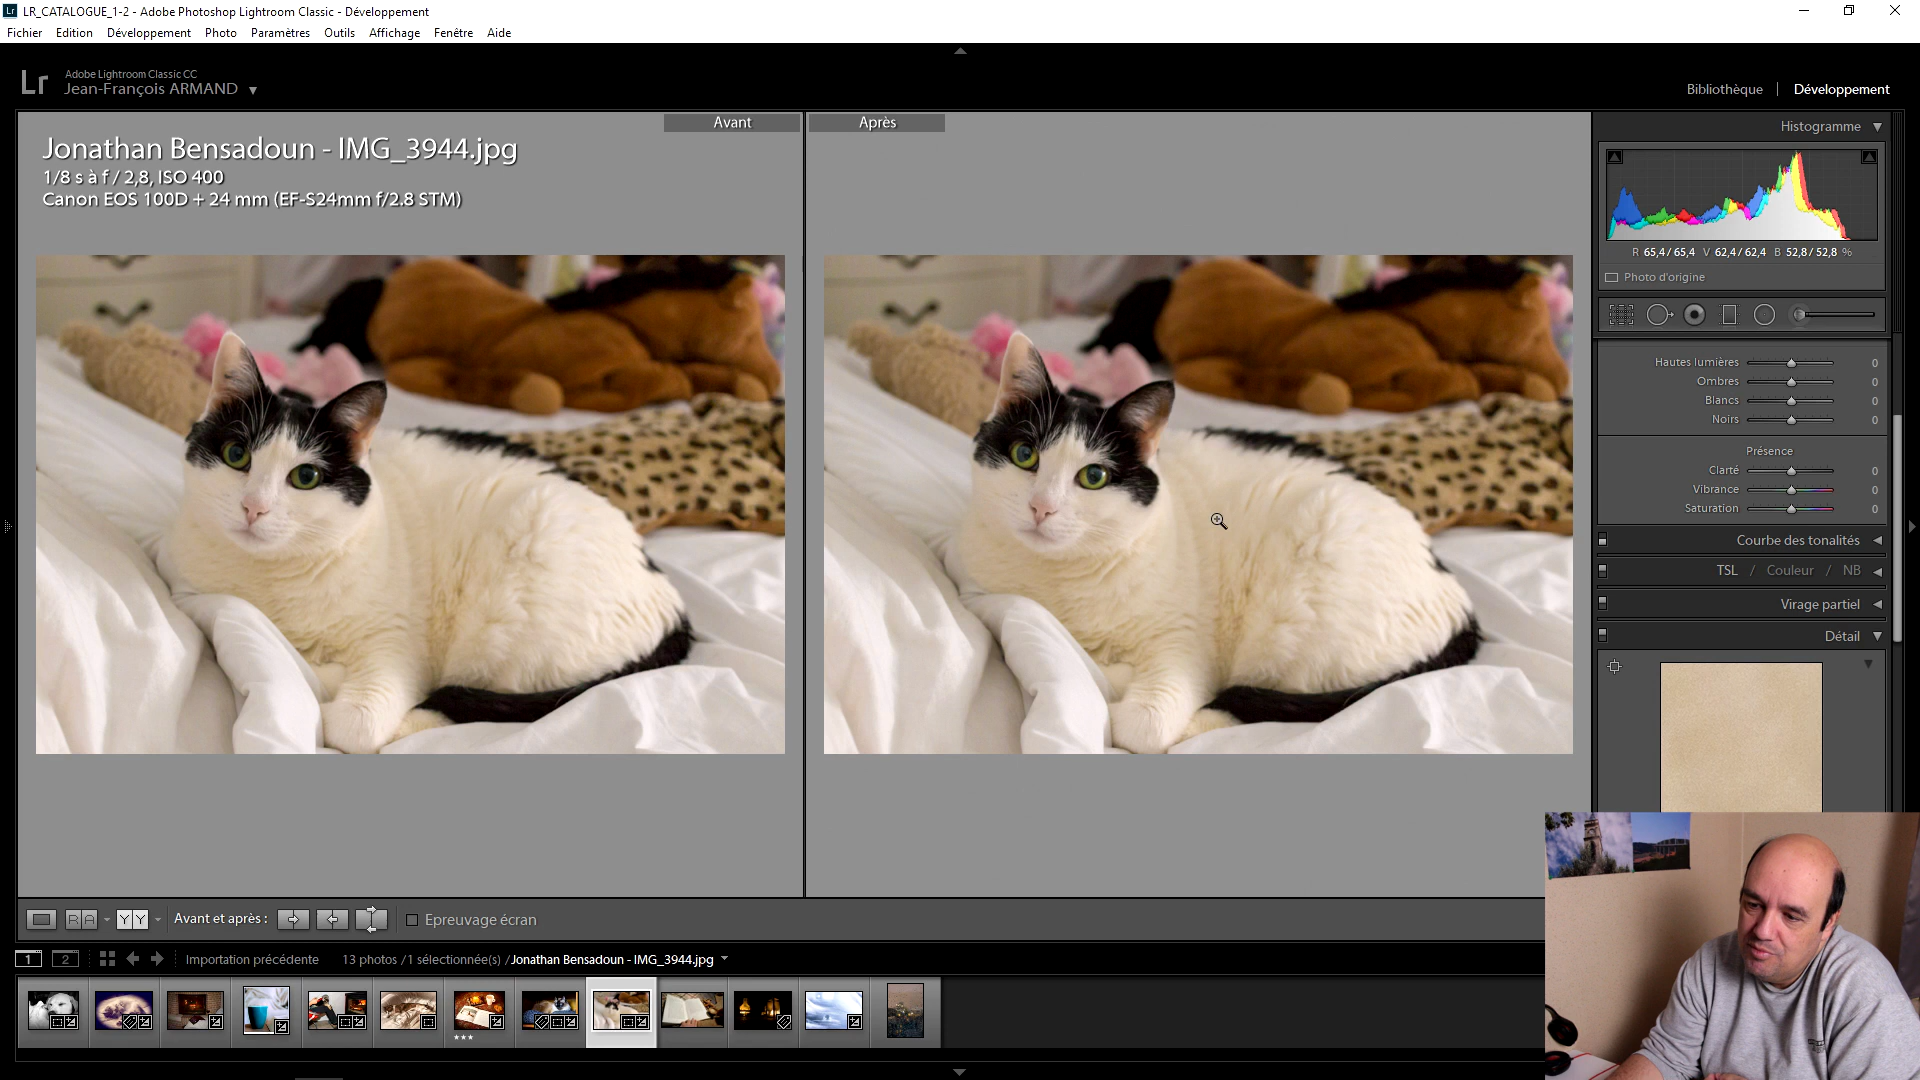 Lr LR_CATALOGUE_1-2 - Adobe Photoshop Lightroom Classic - Développement
Fichier Edition Développement Photo Paramètres Outils Affichage Fenêtre Aide
Lr
Adobe Lightroom Classic CC
Jean-François ARMAND
Bibliothèque | Développement
Avant
Après
Jonathan Bensadoun - IMG_3944.jpg
1/8 s à f / 2,8, ISO 400
Canon EOS 100D + 24 mm (EF-S24mm f/2.8 STM)
Histogramme
R 65,4 / 65,4 V 62,4 / 62,4 B 52,8 / 52,8 %
Photo d'origine
Hautes lumières 0
Ombres 0
Blancs 0
Noirs 0
Présence
Clarté 0
Vibrance 0
Saturation 0
Courbe des tonalités
TSL / Couleur / NB
Virage partiel
Détail
R A
Y Y
Avant et après :
Epreuvage écran
1 2
Importation précédente
13 photos /1 sélectionnée(s) /Jonathan Bensadoun - IMG_3944.jpg